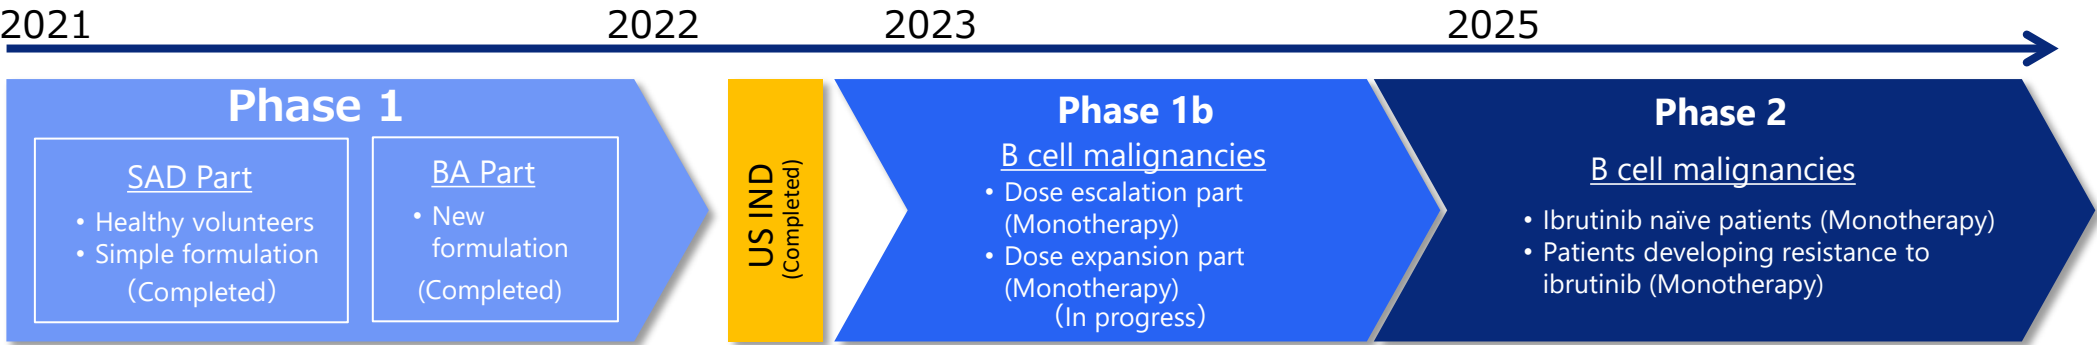 2021 2022 2023 2025
Phase 1
SAD Part
• Healthy volunteers
• Simple formulation
（Completed）
BA Part
• New
formulation
(Completed)
US IND
(Completed)
Phase 1b
B cell malignancies
• Dose escalation part
(Monotherapy)
• Dose expansion part
(Monotherapy)
（In progress）
Phase 2
B cell malignancies
• Ibrutinib naïve patients (Monotherapy)
• Patients developing resistance to
ibrutinib (Monotherapy)